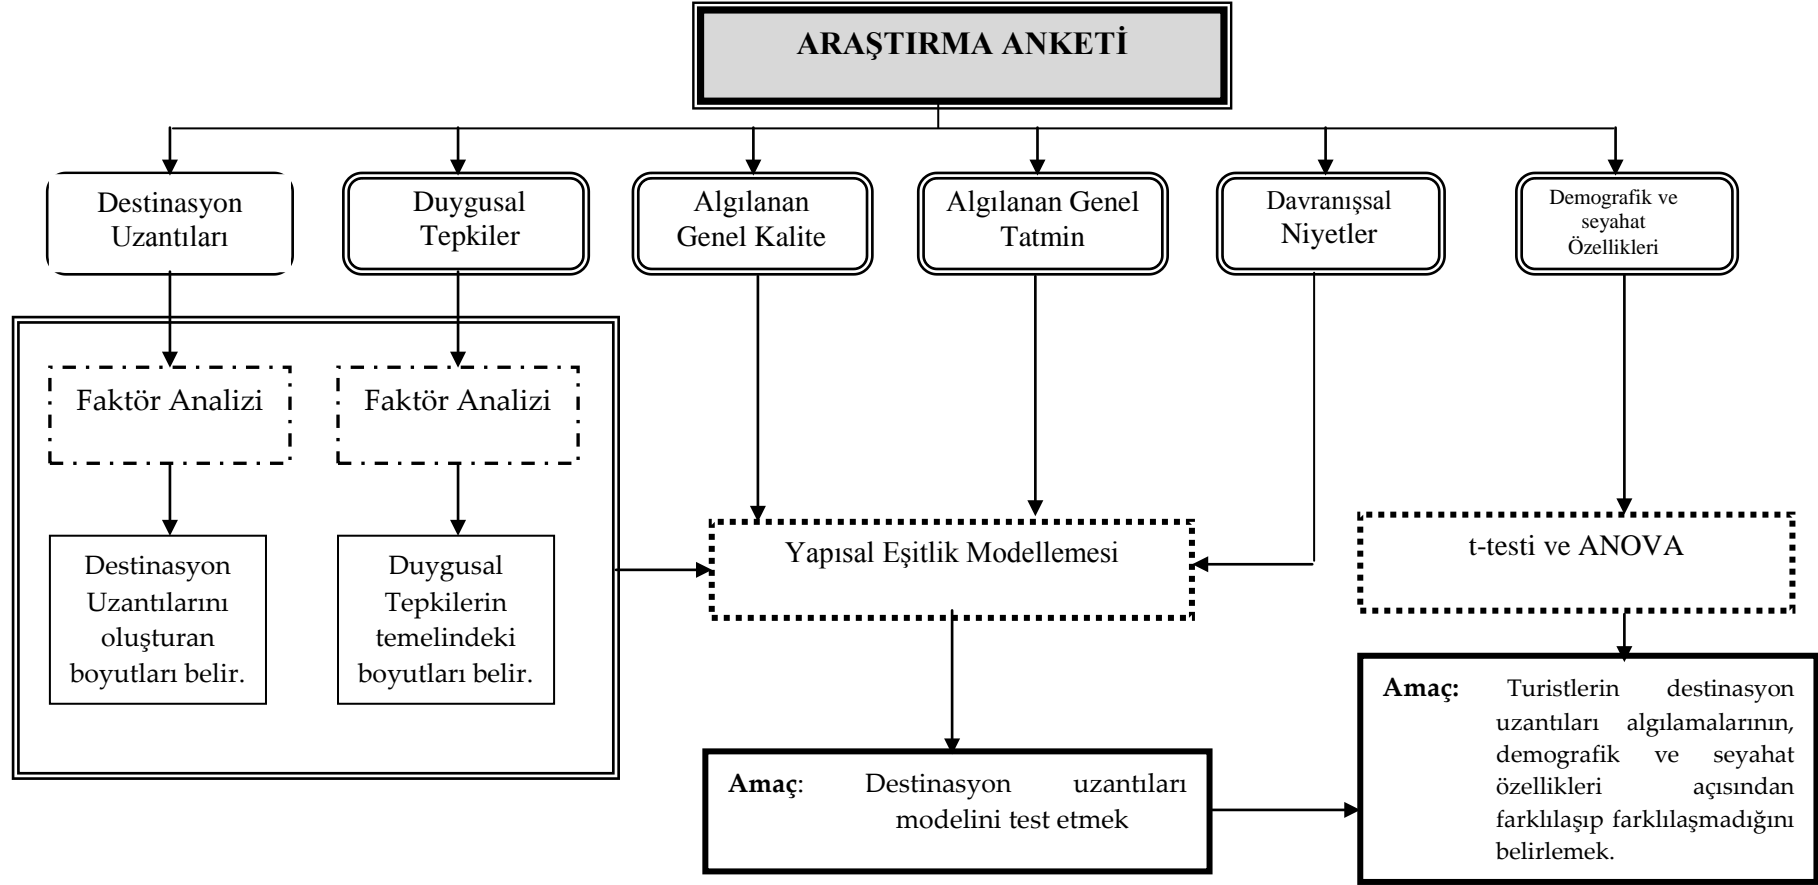 ARAŞTIRMA ANKETİ
Destinasyon
Uzantıları
Duygusal
Tepkiler
Algılanan
Genel Kalite
Algılanan Genel
Tatmin
Davranışsal
Niyetler
Demografik ve
seyahat
Özellikleri
Faktör Analizi
Faktör Analizi
Destinasyon
Uzantılarını
oluşturan
boyutları belir.
Duygusal
Tepkilerin
temelindeki
boyutları belir.
Yapısal Eşitlik Modellemesi
t-testi ve ANOVA
Amaç: Destinasyon uzantıları
modelini test etmek
Amaç: Turistlerin destinasyon
uzantıları algılamalarının,
demografik ve seyahat
özellikleri açısından
farklılaşıp farklılaşmadığını
belirlemek.